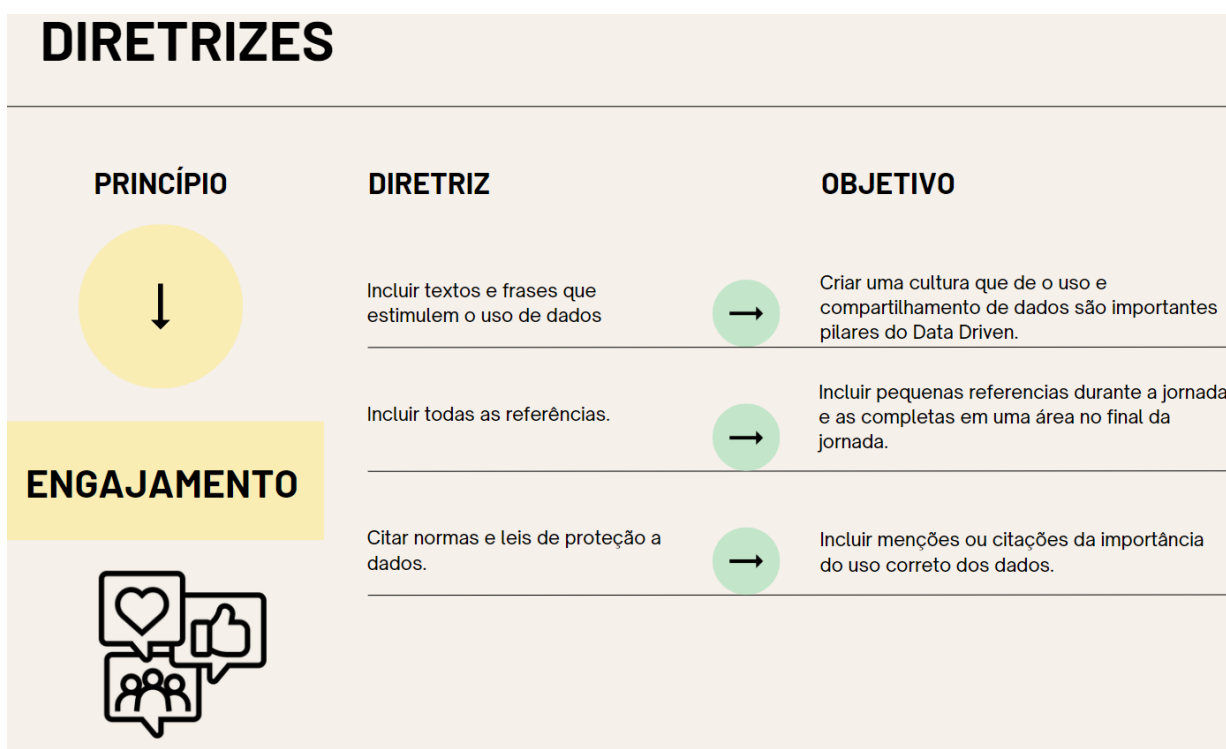 DIRETRIZES
PRINCÍPIO
DIRETRIZ
OBJETIVO
Incluir textos e frases que
estimulem o uso de dados
Criar uma cultura que de o uso e
compartilhamento de dados são importantes
pilares do Data Driven.
Incluir todas as referências.
Incluir pequenas referencias durante a jornada
e as completas em uma área no final da
jornada.
ENGAJAMENTO
Citar normas e leis de proteção a
dados.
Incluir menções ou citações da importância
do uso correto dos dados.